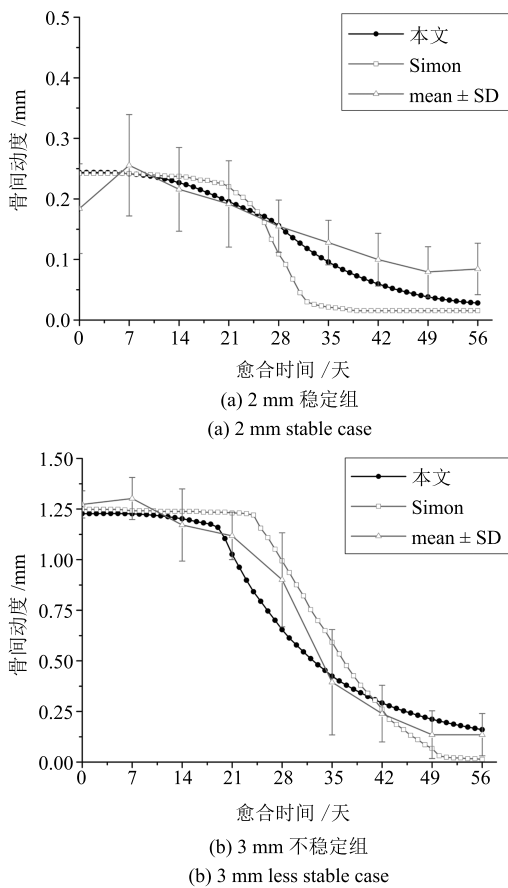 0.5
0.4
0.3
0.2
0.1
0.0
骨间动度 /mm
本文
Simon
mean ± SD
0 7 14 21 28 35 42 49 56
愈合时间 /天
(a) 2 mm 稳定组
(a) 2 mm stable case
1.50
1.25
1.00
0.75
0.50
0.25
0.00
骨间动度 /mm
本文
Simon
mean ± SD
0 7 14 21 28 35 42 49 56
愈合时间 /天
(b) 3 mm 不稳定组
(b) 3 mm less stable case